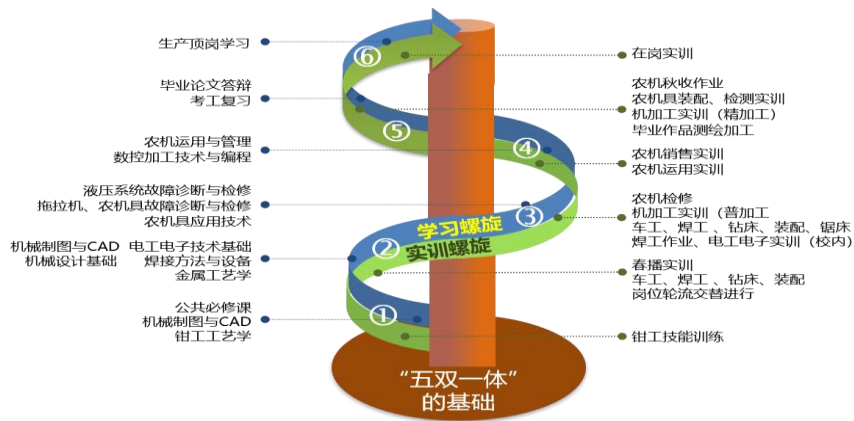 生产顶岗学习
毕业论文答辩
考工复习
农机运用与管理
数控加工技术与编程
液压系统故障诊断与检修
拖拉机、农机具故障诊断与检修
农机具应用技术
机械制图与CAD 电工电子技术基础
机械设计基础 焊接方法与设备
金属工艺学
公共必修课
机械制图与CAD
钳工工艺学
⑥
⑤
④
③
②
①
学习螺旋
实训螺旋
在岗实训
农机秋收作业
农机具装配、检测实训
机加工实训（精加工）
毕业作品测绘加工
农机销售实训
农机运用实训
农机检修
机加工实训（普加工
车工、焊工 、钻床、装配、锯床
焊工作业、电工电子实训（校内）
春播实训
车工、焊工 、钻床、装配
岗位轮流交替进行
钳工技能训练
“五双一体”
的基础